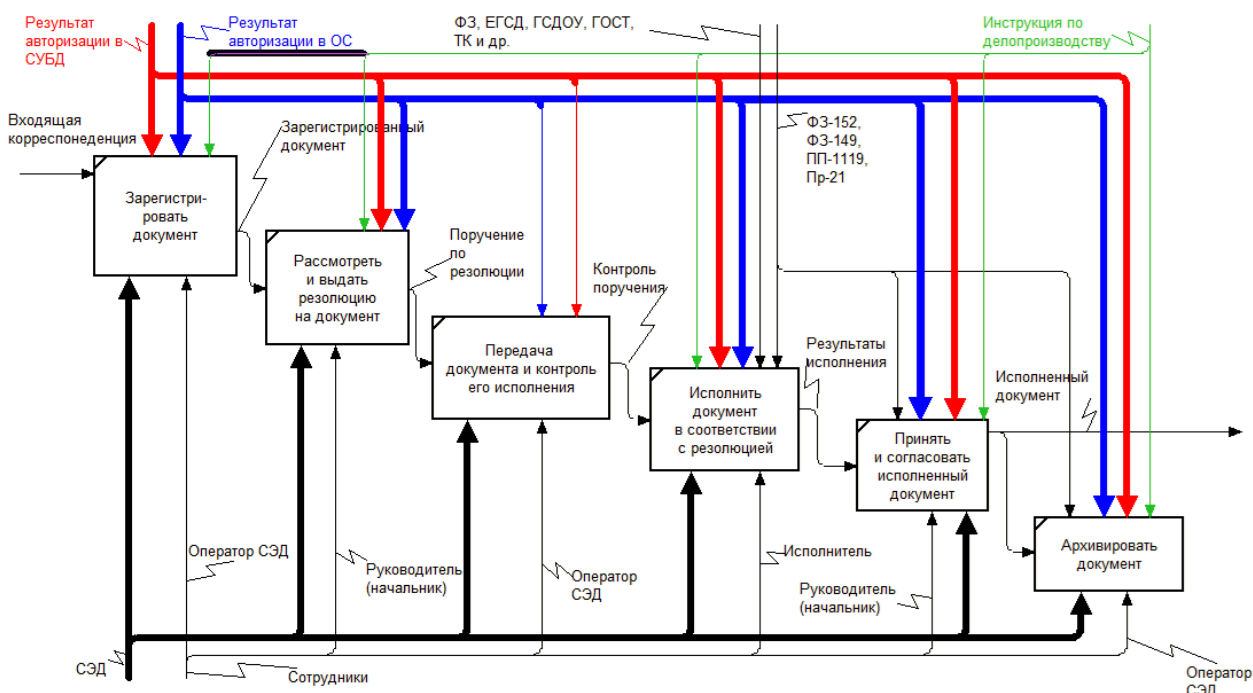 Результат
авторизации в
СУБД
Результат
авторизации в ОС
ФЗ, ЕГСД, ГСДОУ, ГОСТ,
ТК и др.
Инструкция по
делопроизводству
Входящая
корреспонеденция
Зарегистрированный
документ
ФЗ-152,
ФЗ-149,
ПП-1119,
Пр-21
Зарегистри-
ровать
документ
Рассмотреть
и выдать
резолюцию
на документ
Поручение
по
резолюции
Контроль
поручения
Передача
документа и контроль
его исполнения
Результаты
исполнения
Исполненный
документ
Исполнить
документ
в соответствии
с резолюцией
Принять
и согласовать
исполненный
документ
Архивировать
документ
Оператор СЭД
Руководитель
(начальник)
Оператор
СЭД
Исполнитель
Руководитель
(начальник)
СЭД
Сотрудники
Оператор
СЭД